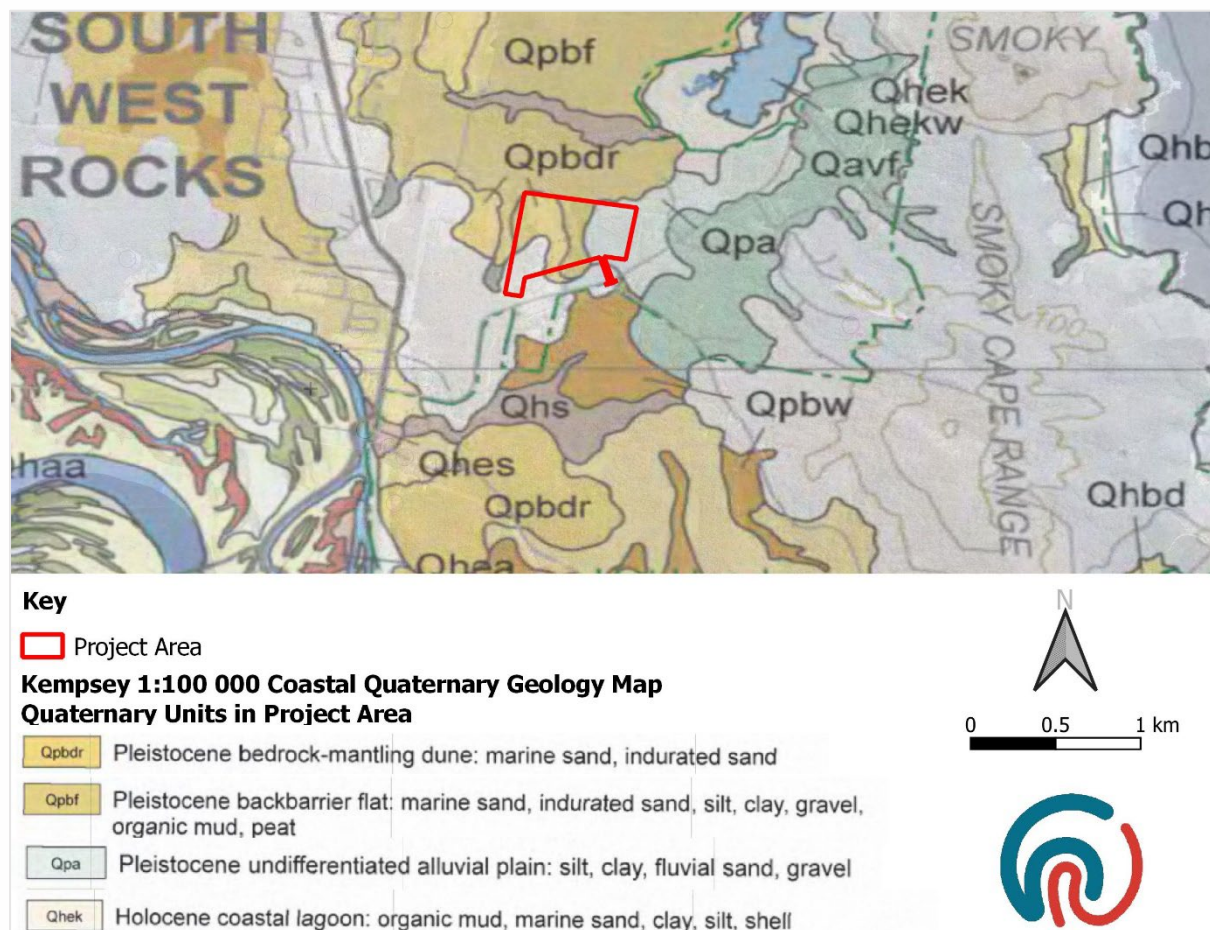 SOUTH
WEST
ROCKS
Qpbf
SMOKY
Qhek
Qhekw
Qpbdr
Qavf
Qhb
Qh
Qpa
SMOKY CAPE RANGE
100
Qhs
Qpbw
haa
Qhes
Qpbdr
Qhbd
Qhea
Key
Project Area
Kempsey 1:100 000 Coastal Quaternary Geology Map
Quaternary Units in Project Area
Qpbdr Pleistocene bedrock-mantling dune: marine sand, indurated sand
Qpbf Pleistocene backbarrier flat: marine sand, indurated sand, silt, clay, gravel,
organic mud, peat
Qpa Pleistocene undifferentiated alluvial plain: silt, clay, fluvial sand, gravel
Qhek Holocene coastal lagoon: organic mud, marine sand, clay, silt, shell
N
0 0.5 1 km